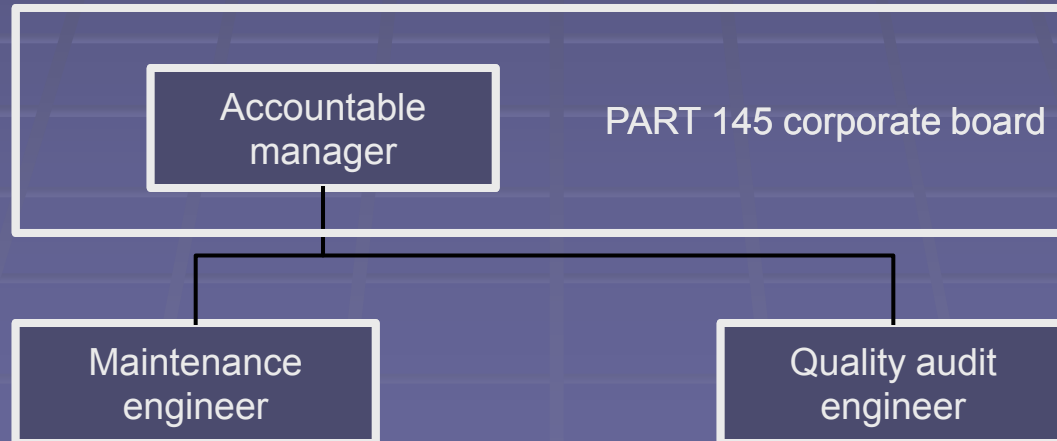 Accountable
manager
PART 145 corporate board
Maintenance
engineer
Quality audit
engineer